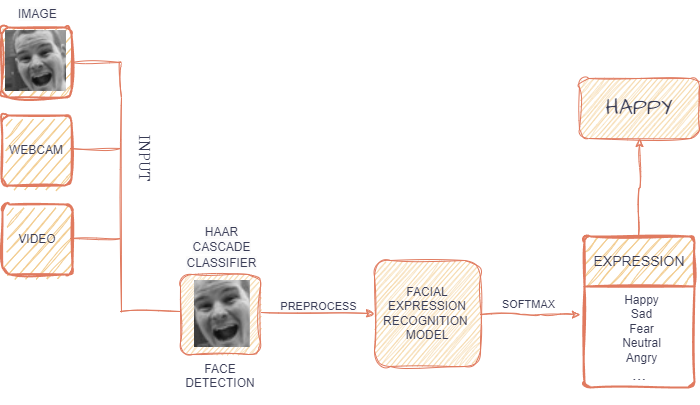 IMAGE
WEBCAM
VIDEO
INPUT
HAAR
CASCADE
CLASSIFIER
FACE
DETECTION
PREPROCESS
FACIAL
EXPRESSION
RECOGNITION
MODEL
SOFTMAX
HAPPY
EXPRESSION
Happy
Sad
Fear
Neutral
Angry
...